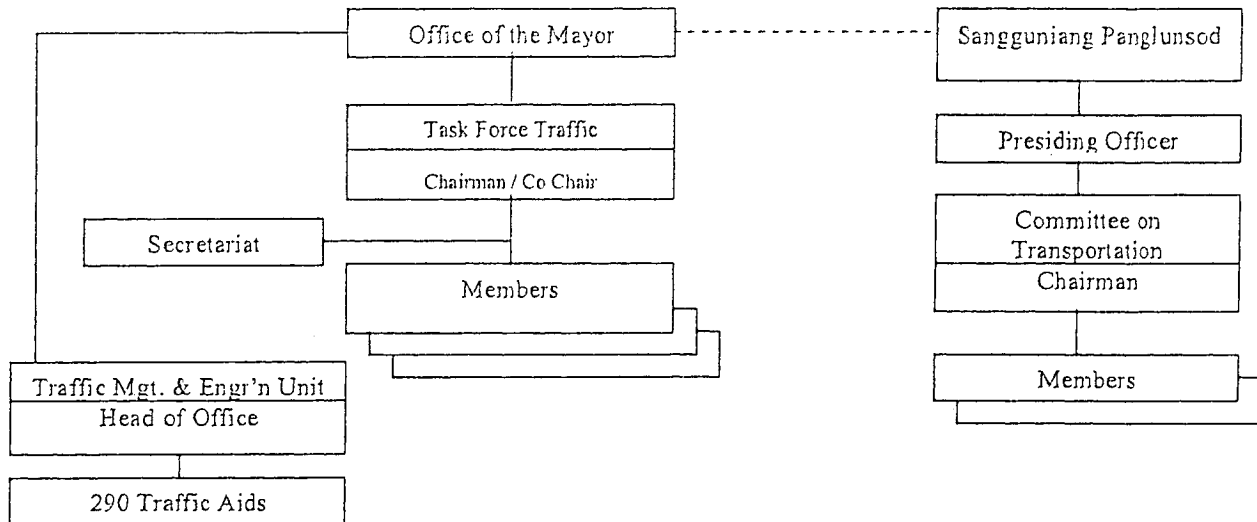 Office of the Mayor
Sangguniang Panglunsod
Task Force Traffic
Chairman / Co Chair
Presiding Officer
Secretariat
Committee on
Transportation
Chairman
Members
Traffic Mgt. & Engr'n Unit
Head of Office
Members
290 Traffic Aids